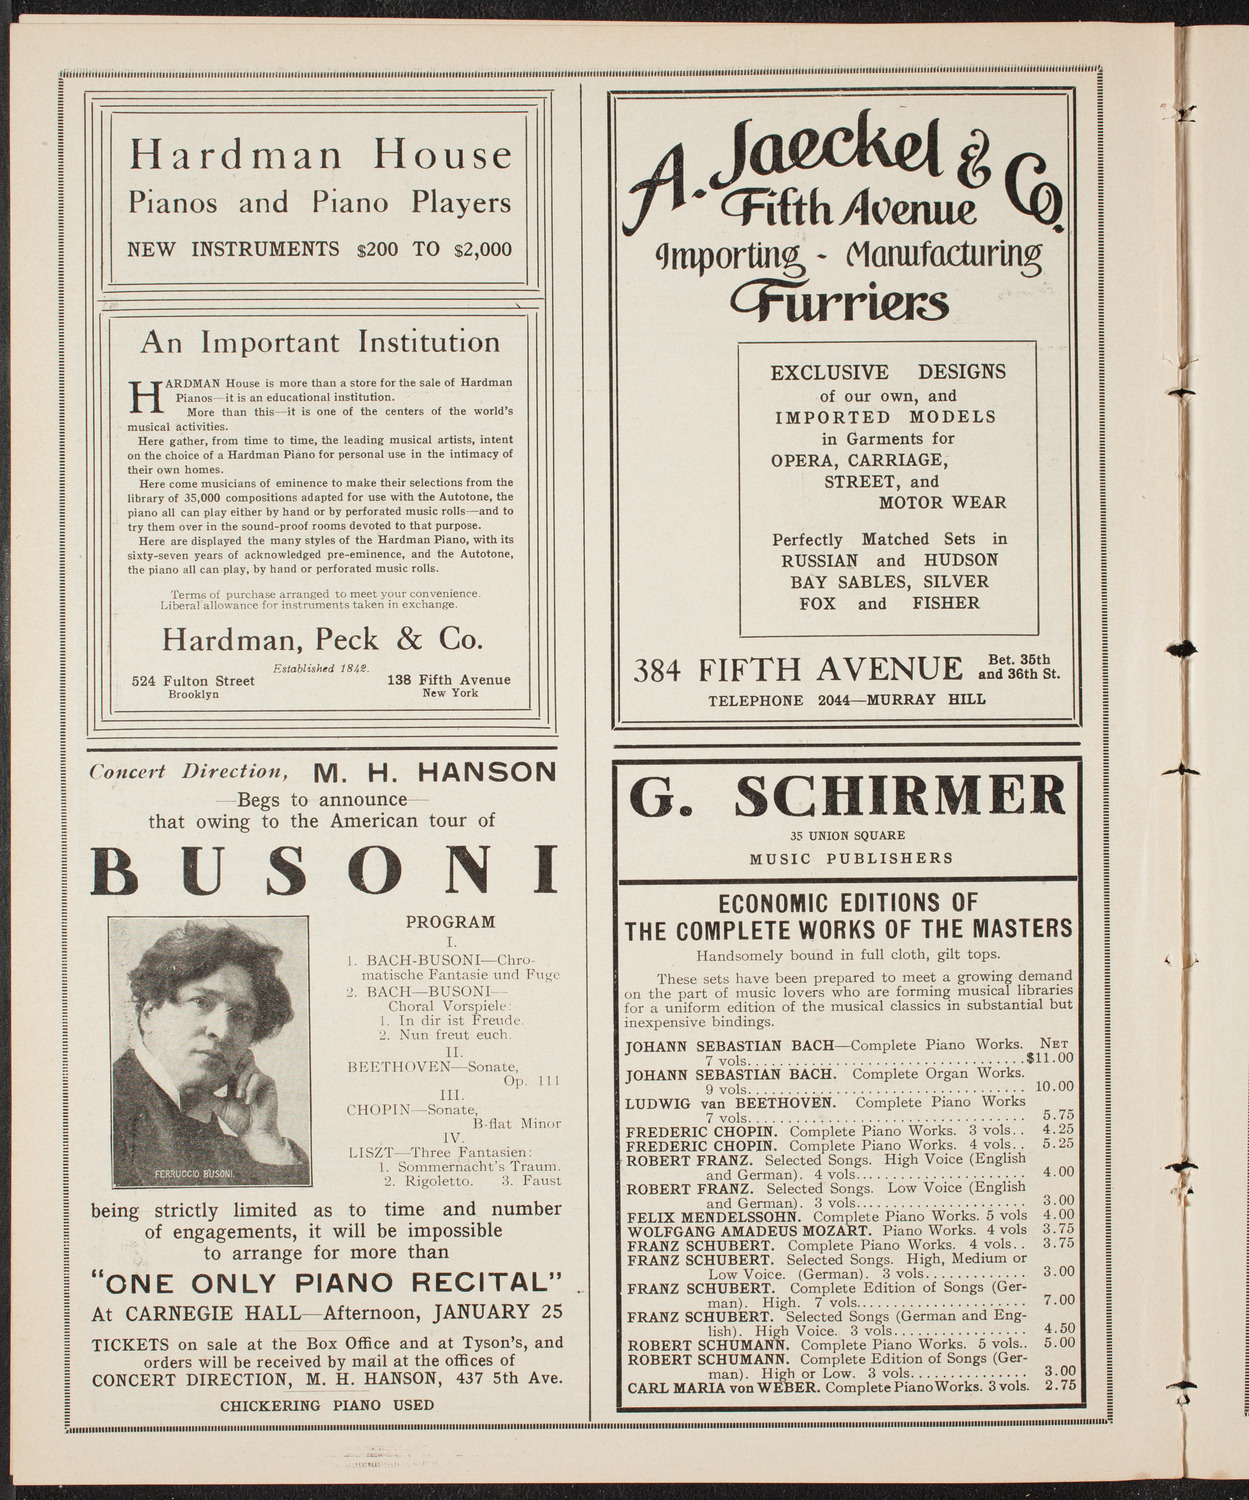 Hardman House
Pianos and Piano Players
NEW INSTRUMENTS $200 TO $2,000
An Important Institution
HARDMAN House is more than a store for the sale of Hardman
Pianos—it is an educational institution.
More than this—it is one of the centers of the world's
musical activities.
Here gather, from time to time, the leading musical artists, intent
on the choice of a Hardman Piano for personal use in the intimacy of
their own homes.
Here come musicians of eminence to make their selections from the
library of 35,000 compositions adapted for use with the Autotone, the
piano all can play either by hand or by perforated music rolls—and to
try them over in the sound-proof rooms devoted to that purpose.
Here are displayed the many styles of the Hardman Piano, with its
sixty-seven years of acknowledged pre-eminence, and the Autotone,
the piano all can play, by hand or perforated music rolls.
Terms of purchase arranged to meet your convenience.
Liberal allowance for instruments taken in exchange.
Hardman, Peck & Co.
Established 1842.
524 Fulton Street 138 Fifth Avenue
Brooklyn New York
Concert Direction, M. H. HANSON
—Begs to announce—
that owing to the American tour of
BUSONI
FERRUCCIO BUSONI.
PROGRAM
I.
1. BACH-BUSONI—Chro-
matische Fantasie und Fuge
2. BACH—BUSONI—
Choral Vorspiele:
1. In dir ist Freude.
2. Nun freut euch.
II.
BEETHOVEN—Sonate,
Op. 111
III.
CHOPIN—Sonate,
B-flat Minor
IV.
LISZT—Three Fantasien:
1. Sommernacht's Traum.
2. Rigoletto. 3. Faust
being strictly limited as to time and number
of engagements, it will be impossible
to arrange for more than
"ONE ONLY PIANO RECITAL"
At CARNEGIE HALL—Afternoon, JANUARY 25
TICKETS on sale at the Box Office and at Tyson's, and
orders will be received by mail at the offices of
CONCERT DIRECTION, M. H. HANSON, 437 5th Ave.
CHICKERING PIANO USED
A. Jaeckel & Co.
Fifth Avenue
Importing - Manufacturing
Furriers
EXCLUSIVE DESIGNS
of our own, and
IMPORTED MODELS
in Garments for
OPERA, CARRIAGE,
STREET, and
MOTOR WEAR
Perfectly Matched Sets in
RUSSIAN and HUDSON
BAY SABLES, SILVER
FOX and FISHER
384 FIFTH AVENUE Bet. 35th
and 36th St.
TELEPHONE 2044—MURRAY HILL
G. SCHIRMER
35 UNION SQUARE
MUSIC PUBLISHERS
ECONOMIC EDITIONS OF
THE COMPLETE WORKS OF THE MASTERS
Handsomely bound in full cloth, gilt tops.
These sets have been prepared to meet a growing demand
on the part of music lovers who are forming musical libraries
for a uniform edition of the musical classics in substantial but
inexpensive bindings.
JOHANN SEBASTIAN BACH—Complete Piano Works. NET
7 vols. $11.00
JOHANN SEBASTIAN BACH. Complete Organ Works.
9 vols. 10.00
LUDWIG van BEETHOVEN. Complete Piano Works
7 vols. 5.75
FREDERIC CHOPIN. Complete Piano Works. 3 vols.. 4.25
FREDERIC CHOPIN. Complete Piano Works. 4 vols.. 5.25
ROBERT FRANZ. Selected Songs. High Voice (English
and German). 4 vols. 4.00
ROBERT FRANZ. Selected Songs. Low Voice (English
and German). 3 vols. 3.00
FELIX MENDELSSOHN. Complete Piano Works. 5 vols 4.00
WOLFGANG AMADEUS MOZART. Piano Works. 4 vols 3.75
FRANZ SCHUBERT. Complete Piano Works. 4 vols.. 3.75
FRANZ SCHUBERT. Selected Songs. High, Medium or
Low Voice. (German). 3 vols. 3.00
FRANZ SCHUBERT. Complete Edition of Songs (Ger-
man). High. 7 vols. 7.00
FRANZ SCHUBERT. Selected Songs (German and Eng-
lish). High Voice. 3 vols. 4.50
ROBERT SCHUMANN. Complete Piano Works. 5 vols.. 5.00
ROBERT SCHUMANN. Complete Edition of Songs (Ger-
man). High or Low. 3 vols. 3.00
CARL MARIA von WEBER. Complete Piano Works. 3 vols. 2.75